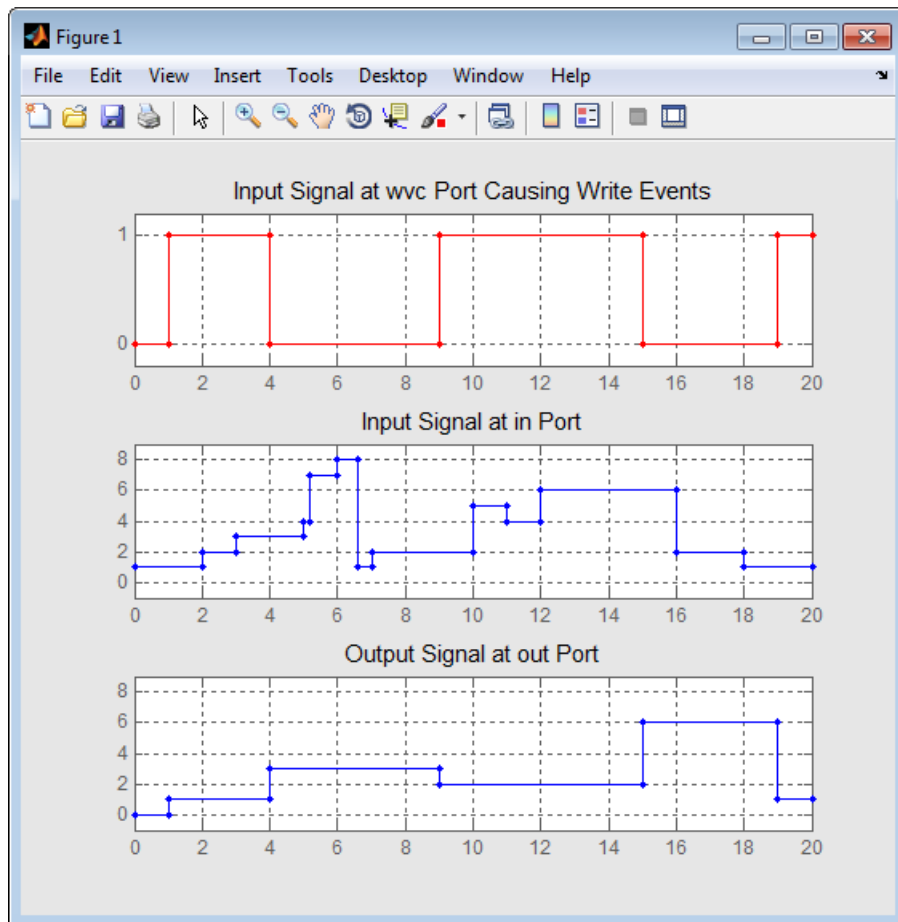 Figure 1
File Edit View Insert Tools Desktop Window Help
Input Signal at wvc Port Causing Write Events
1
0
0 2 4 6 8 10 12 14 16 18 20
Input Signal at in Port
8
6
4
2
0
0 2 4 6 8 10 12 14 16 18 20
Output Signal at out Port
8
6
4
2
0
0 2 4 6 8 10 12 14 16 18 20